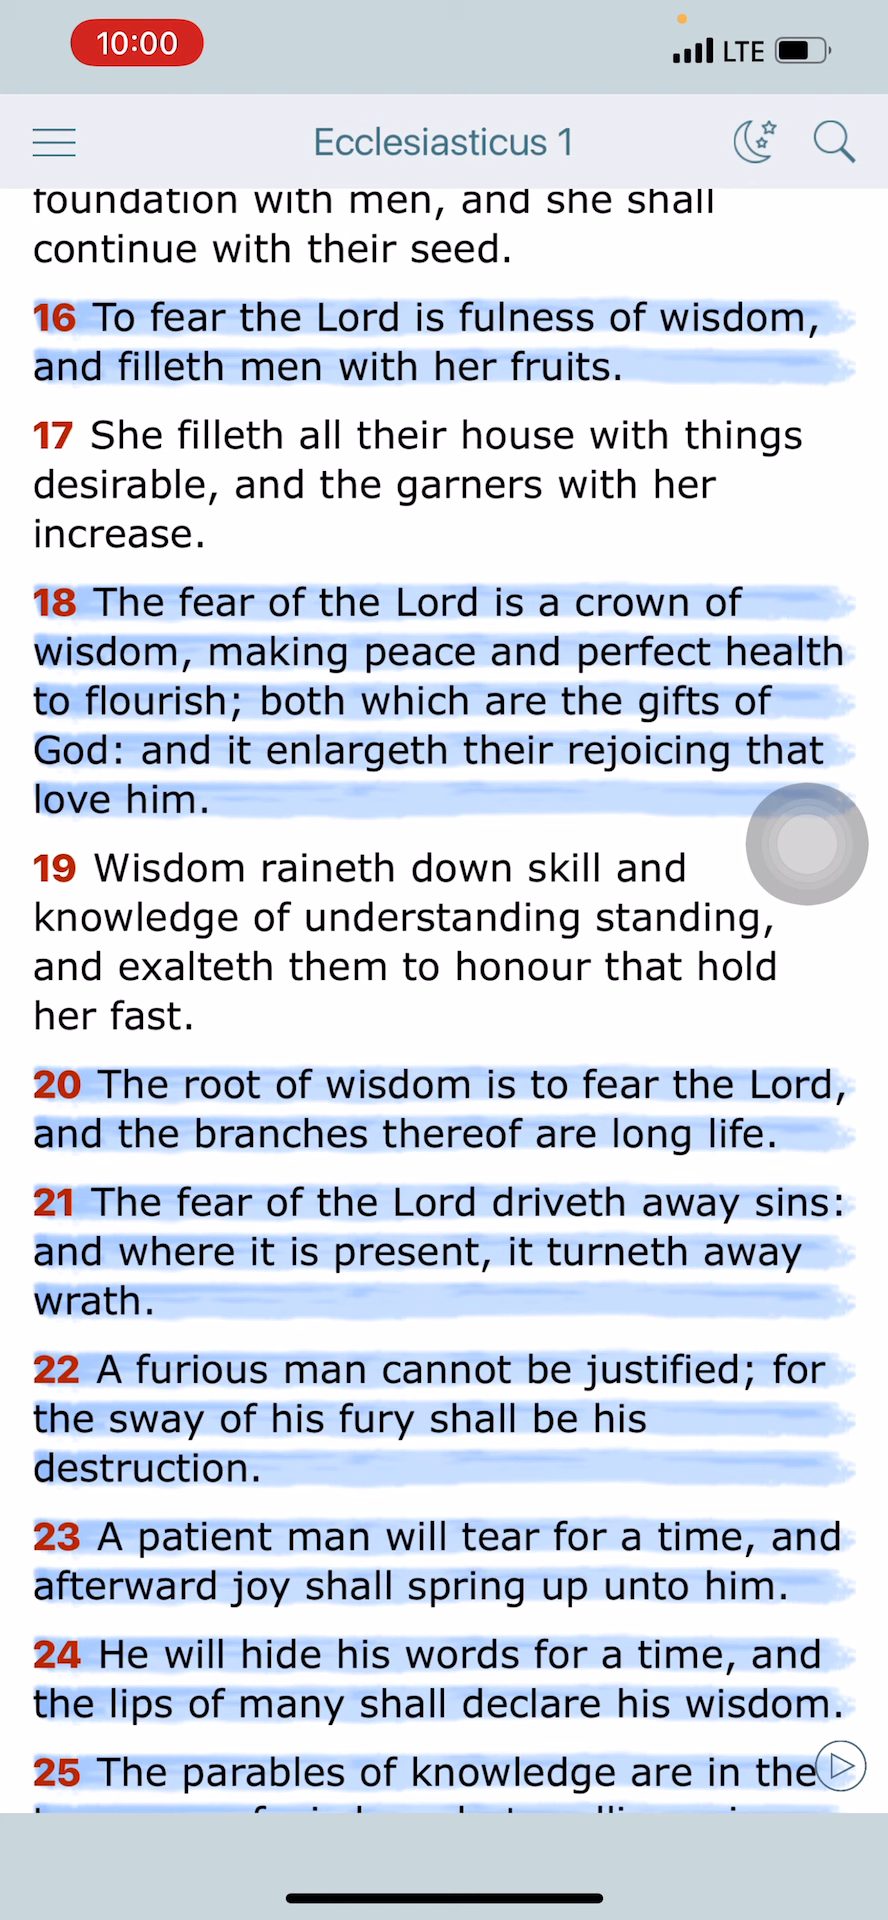 10:00
LTE
Ecclesiasticus 1
foundation with men, and she shall
continue with their seed.
16 To fear the Lord is fulness of wisdom,
and filleth men with her fruits.
17 She filleth all their house with things
desirable, and the garners with her
increase.
18 The fear of the Lord is a crown of
wisdom, making peace and perfect health
to flourish; both which are the gifts of
God: and it enlargeth their rejoicing that
love him.
19 Wisdom raineth down skill and
knowledge of understanding standing,
and exalteth them to honour that hold
her fast.
20 The root of wisdom is to fear the Lord,
and the branches thereof are long life.
21 The fear of the Lord driveth away sins:
and where it is present, it turneth away
wrath.
22 A furious man cannot be justified; for
the sway of his fury shall be his
destruction.
23 A patient man will tear for a time, and
afterward joy shall spring up unto him.
24 He will hide his words for a time, and
the lips of many shall declare his wisdom.
25 The parables of knowledge are in the